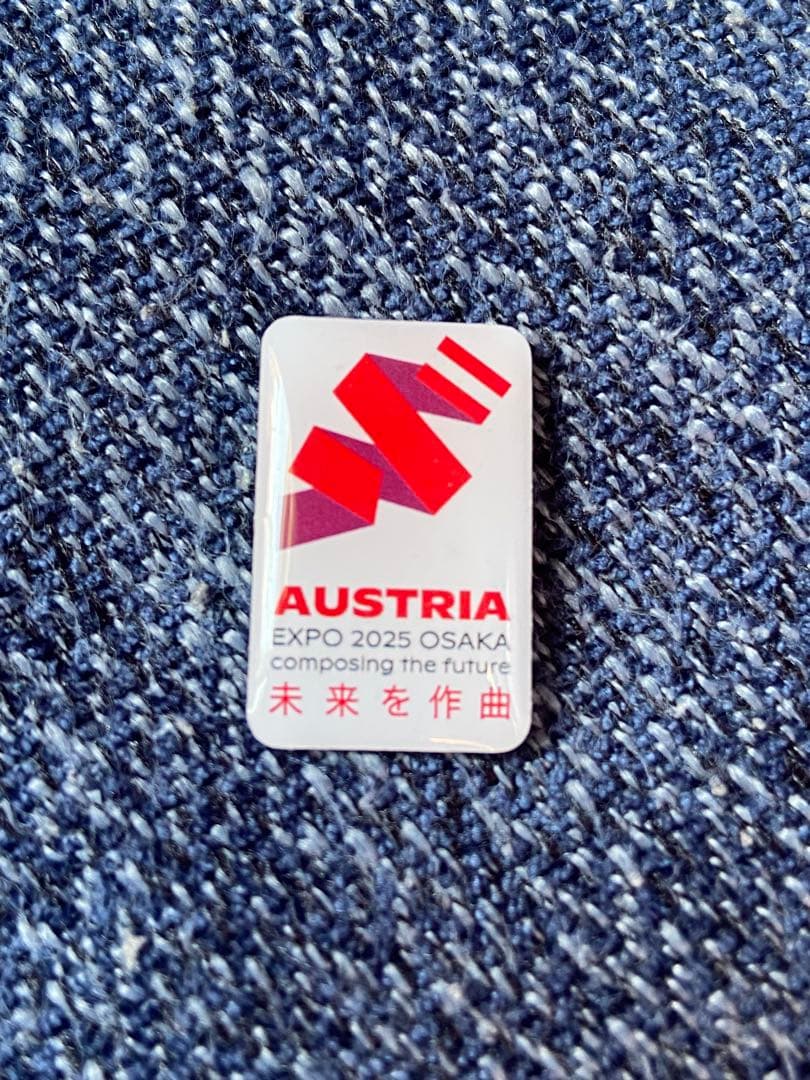 AUSTRIA
EXPO 2025 OSAKA
composing the future
未来を作曲